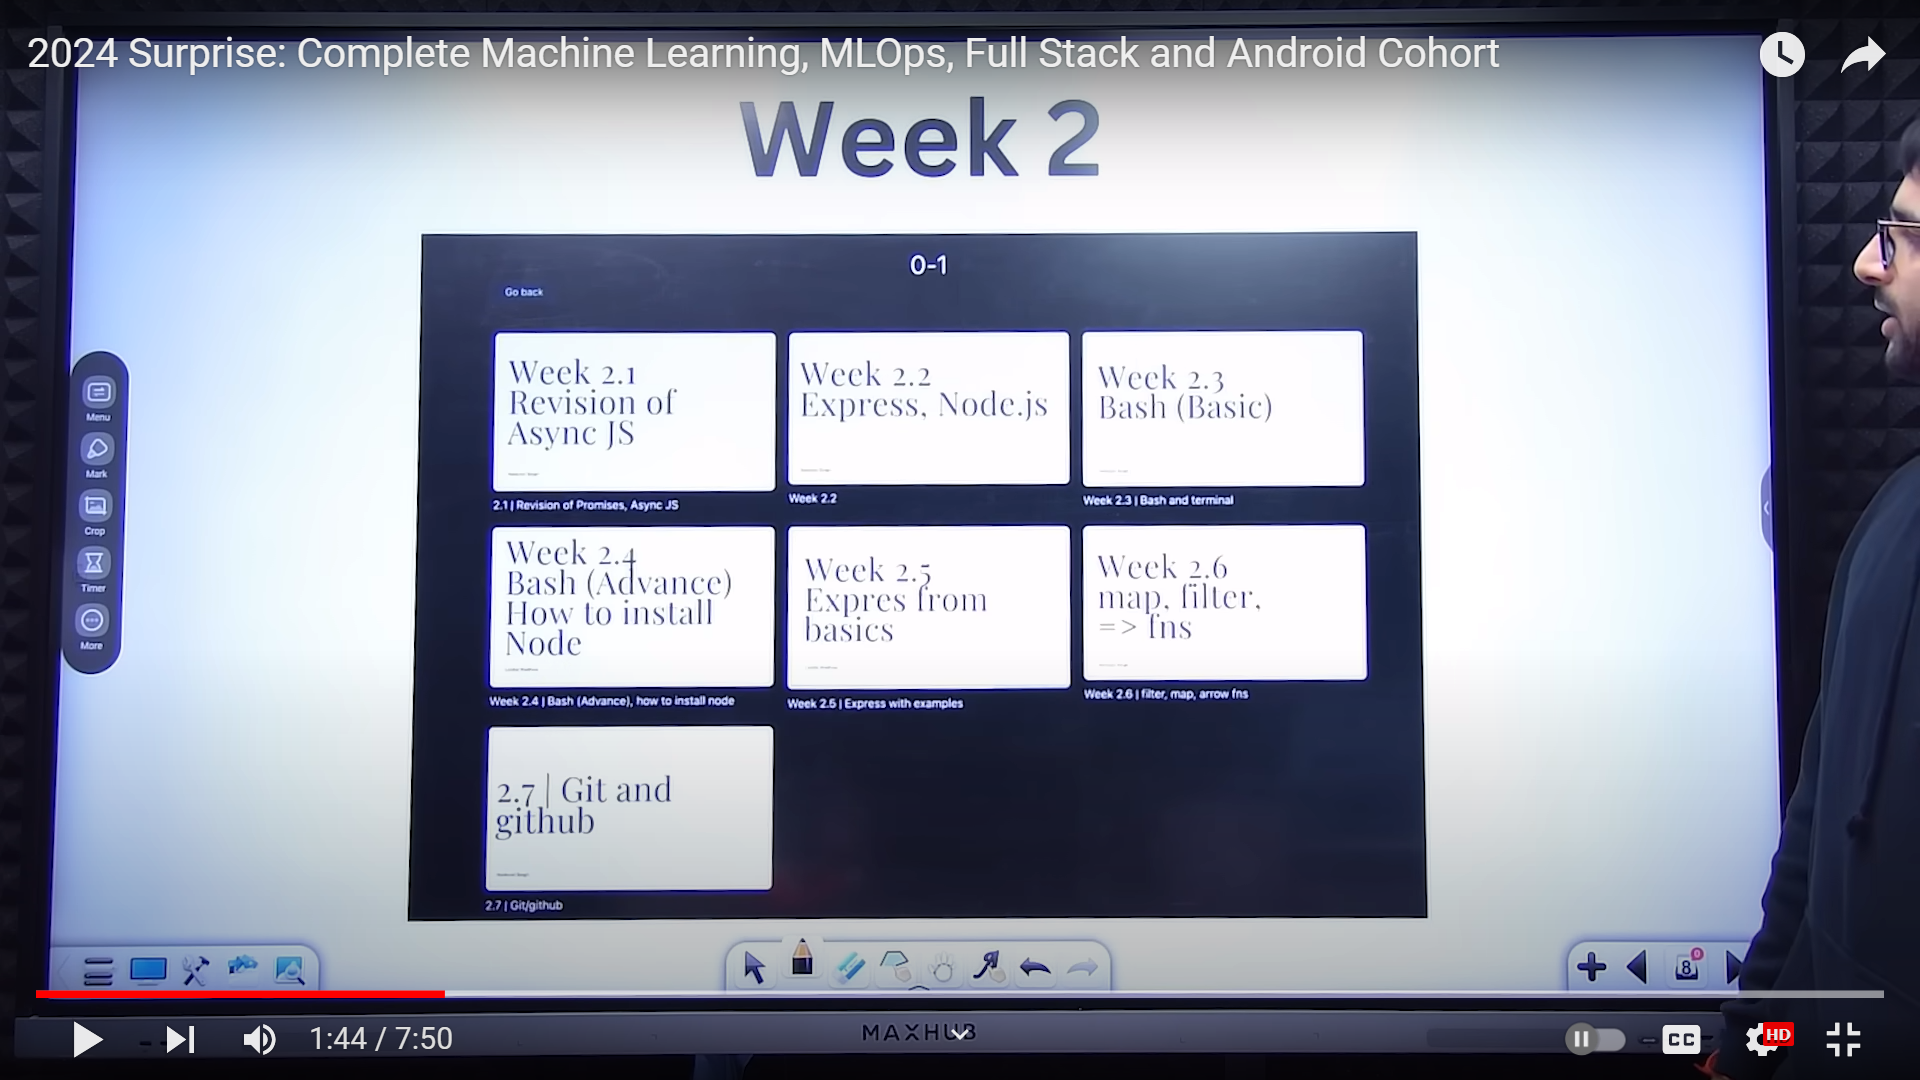 2024 Surprise: Complete Machine Learning, MLOps, Full Stack and Android Cohort
Week 2
0-1
Go back
Week 2.1
Revision of
Async JS
2.1 | Revision of Promises, Async JS
Week 2.2
Express, Node.js
Week 2.2
Week 2.3
Bash (Basic)
Week 2.3 | Bash and terminal
Week 2.4
Bash (Advance)
How to install
Node
Week 2.4 | Bash (Advance), how to install node
Week 2.5
Expres from
basics
Week 2.5 | Express with examples
Week 2.6
map, filter,
=> fns
Week 2.6 | filter, map, arrow fns
2.7 | Git and
github
2.7 | Git/github
Menu
Mark
Crop
Timer
More
8
0
MAXHUB
1:44 / 7:50
CC
HD